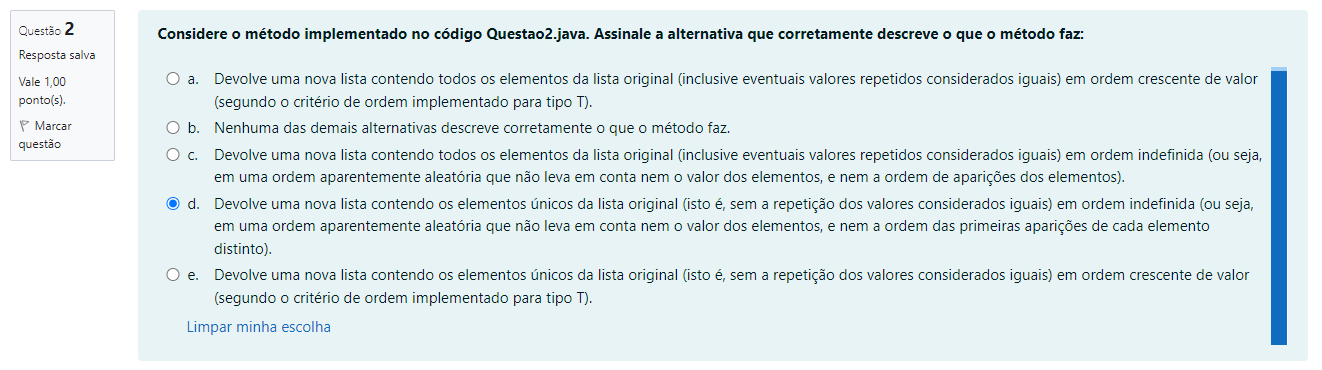 Questão 2
Resposta salva
Vale 1,00
ponto(s).
Marcar
questão
Considere o método implementado no código Questao2.java. Assinale a alternativa que corretamente descreve o que o método faz:
a. Devolve uma nova lista contendo todos os elementos da lista original (inclusive eventuais valores repetidos considerados iguais) em ordem crescente de valor
(segundo o critério de ordem implementado para tipo T).
b. Nenhuma das demais alternativas descreve corretamente o que o método faz.
c. Devolve uma nova lista contendo todos os elementos da lista original (inclusive eventuais valores repetidos considerados iguais) em ordem indefinida (ou seja,
em uma ordem aparentemente aleatória que não leva em conta nem o valor dos elementos, e nem a ordem de aparições dos elementos).
d. Devolve uma nova lista contendo os elementos únicos da lista original (isto é, sem a repetição dos valores considerados iguais) em ordem indefinida (ou seja,
em uma ordem aparentemente aleatória que não leva em conta nem o valor dos elementos, e nem a ordem das primeiras aparições de cada elemento
distinto).
e. Devolve uma nova lista contendo os elementos únicos da lista original (isto é, sem a repetição dos valores considerados iguais) em ordem crescente de valor
(segundo o critério de ordem implementado para tipo T).
Limpar minha escolha